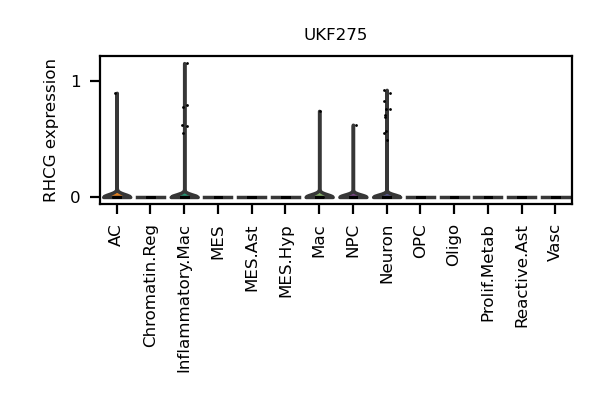 UKF275
RHCG expression
1
0
AC
Chromatin.Reg
Inflammatory.Mac
MES
MES.Ast
MES.Hyp
Mac
NPC
Neuron
OPC
Oligo
Prolif.Metab
Reactive.Ast
Vasc